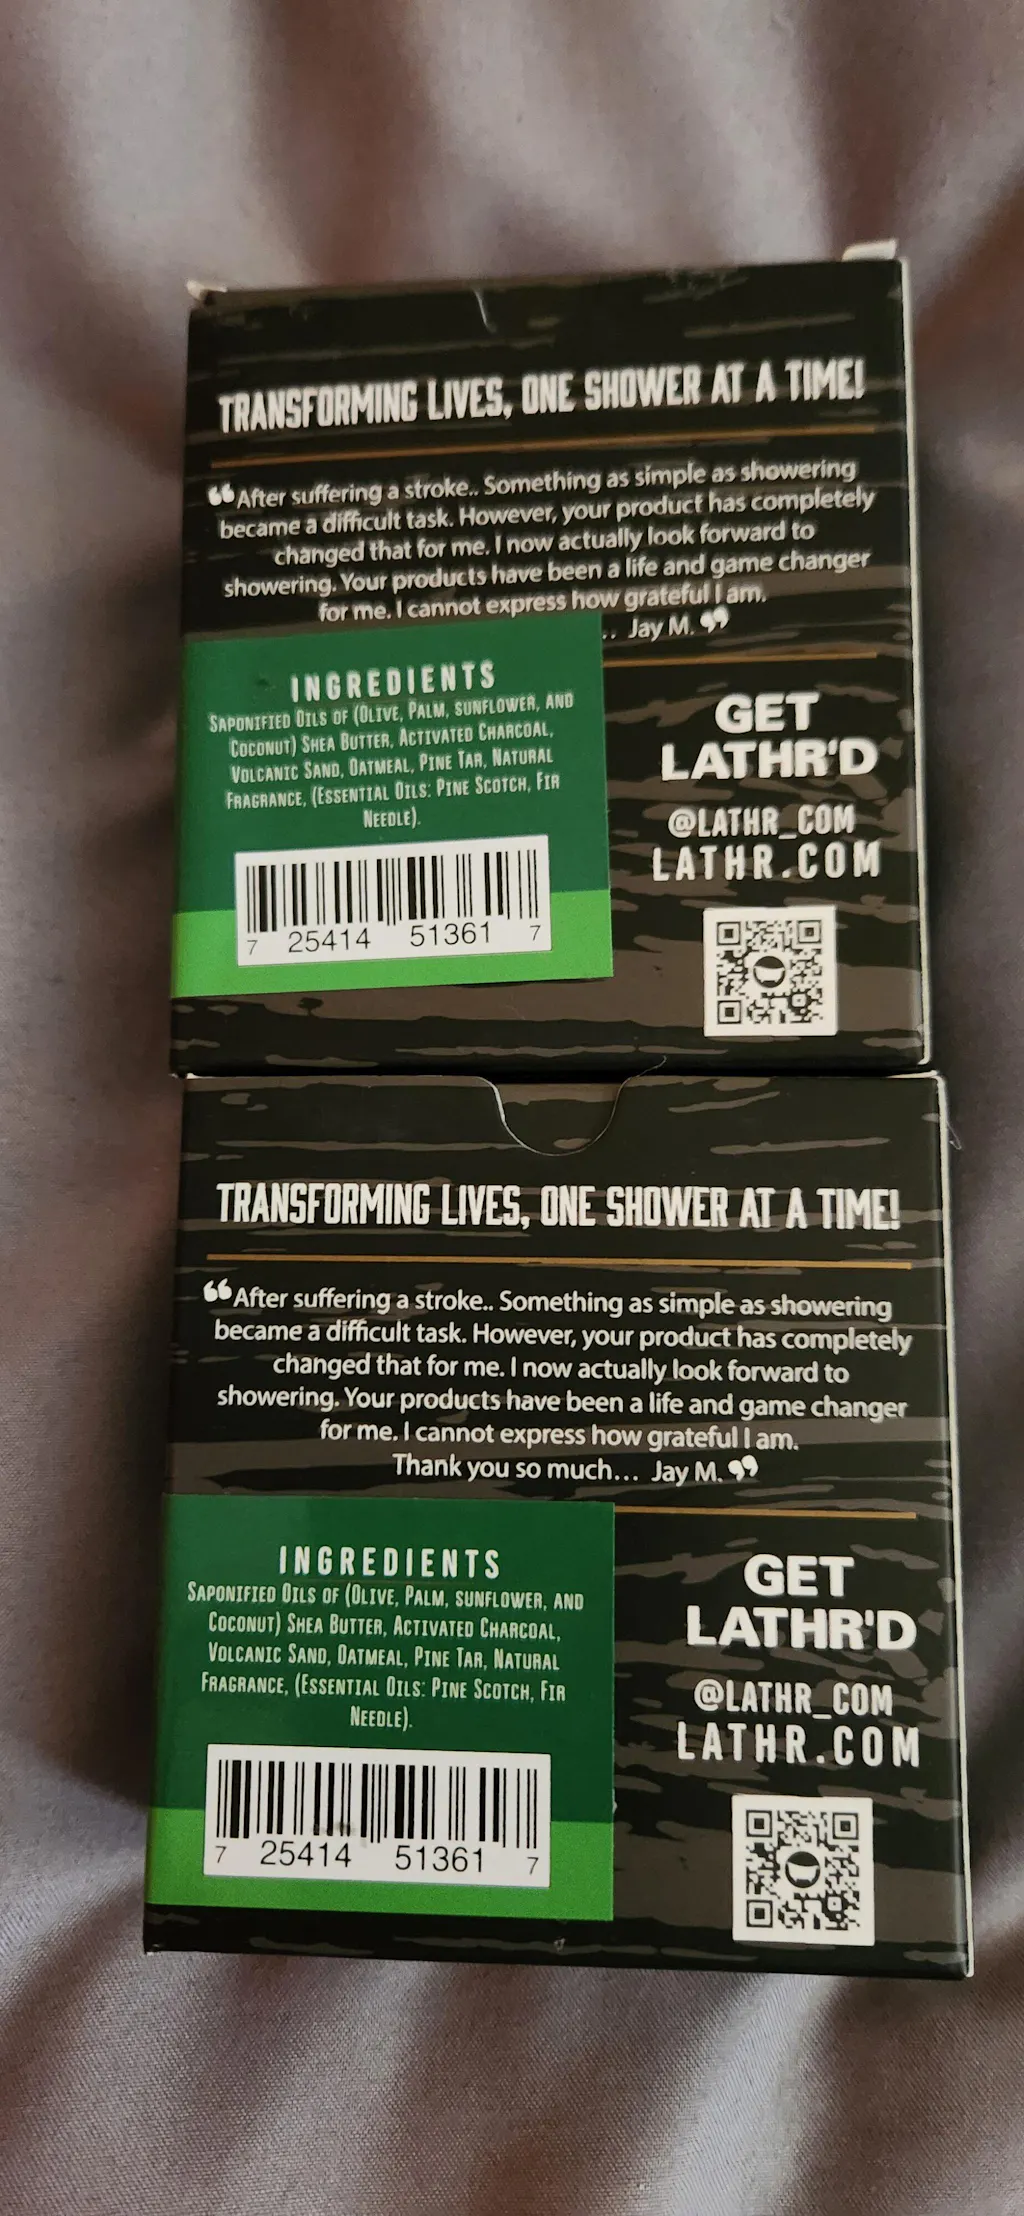 TRANSFORMING LIVES, ONE SHOWER AT A TIME!
❝After suffering a stroke.. Something as simple as showering
became a difficult task. However, your product has completely
changed that for me. I now actually look forward to
showering. Your products have been a life and game changer
for me. I cannot express how grateful I am.
.. Jay M.❞
INGREDIENTS
SAPONIFIED OILS OF (OLIVE, PALM, SUNFLOWER, AND
COCONUT) SHEA BUTTER, ACTIVATED CHARCOAL,
VOLCANIC SAND, OATMEAL, PINE TAR, NATURAL
FRAGRANCE, (ESSENTIAL OILS: PINE SCOTCH, FIR
NEEDLE).
7 25414 51361 7
GET
LATHR'D
@LATHR_COM
LATHR.COM
TRANSFORMING LIVES, ONE SHOWER AT A TIME!
❝After suffering a stroke.. Something as simple as showering
became a difficult task. However, your product has completely
changed that for me. I now actually look forward to
showering. Your products have been a life and game changer
for me. I cannot express how grateful I am.
Thank you so much... Jay M.❞
INGREDIENTS
SAPONIFIED OILS OF (OLIVE, PALM, SUNFLOWER, AND
COCONUT) SHEA BUTTER, ACTIVATED CHARCOAL,
VOLCANIC SAND, OATMEAL, PINE TAR, NATURAL
FRAGRANCE, (ESSENTIAL OILS: PINE SCOTCH, FIR
NEEDLE).
7 25414 51361 7
GET
LATHR'D
@LATHR_COM
LATHR.COM